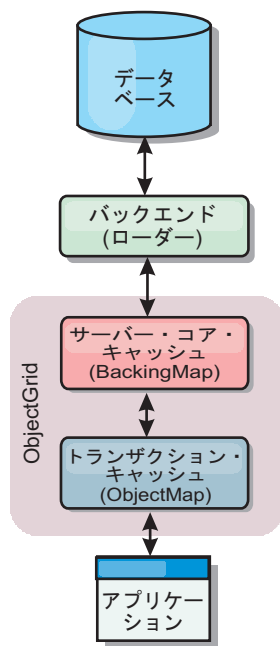 データ
ベース
バックエンド
(ローダー)
ObjectGrid
サーバー・コア・
キャッシュ
(BackingMap)
トランザクション・
キャッシュ
(ObjectMap)
アプリケー
ション